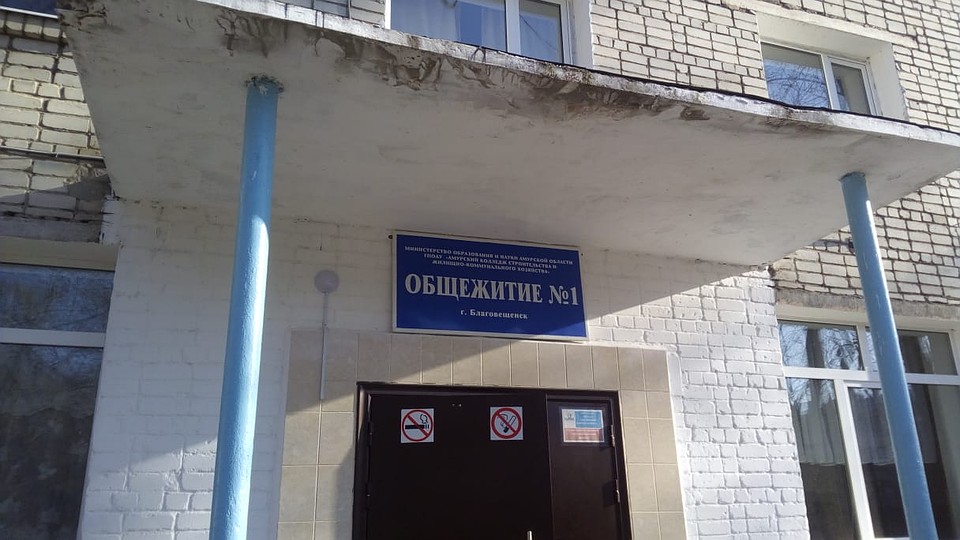 МИНИСТЕРСТВО ОБРАЗОВАНИЯ И НАУКИ АМУРСКОЙ ОБЛАСТИ
ГПОАУ «АМУРСКИЙ КОЛЛЕДЖ СТРОИТЕЛЬСТВА И
ЖИЛИЩНО-КОММУНАЛЬНОГО ХОЗЯЙСТВА»
ОБЩЕЖИТИЕ №1
г. Благовещенск